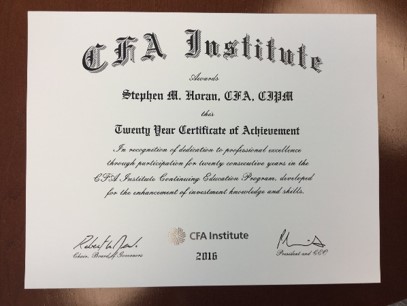 CFA Institute
Awards
Stephen M. Horan, CFA, CIPM
this
Twenty Year Certificate of Achievement
In recognition of dedication to professional excellence
through participation for twenty consecutive years in the
CFA Institute Continuing Education Program, developed
for the enhancement of investment knowledge and skills.
CFA Institute
Chair, Board of Governors
2016
President and CEO